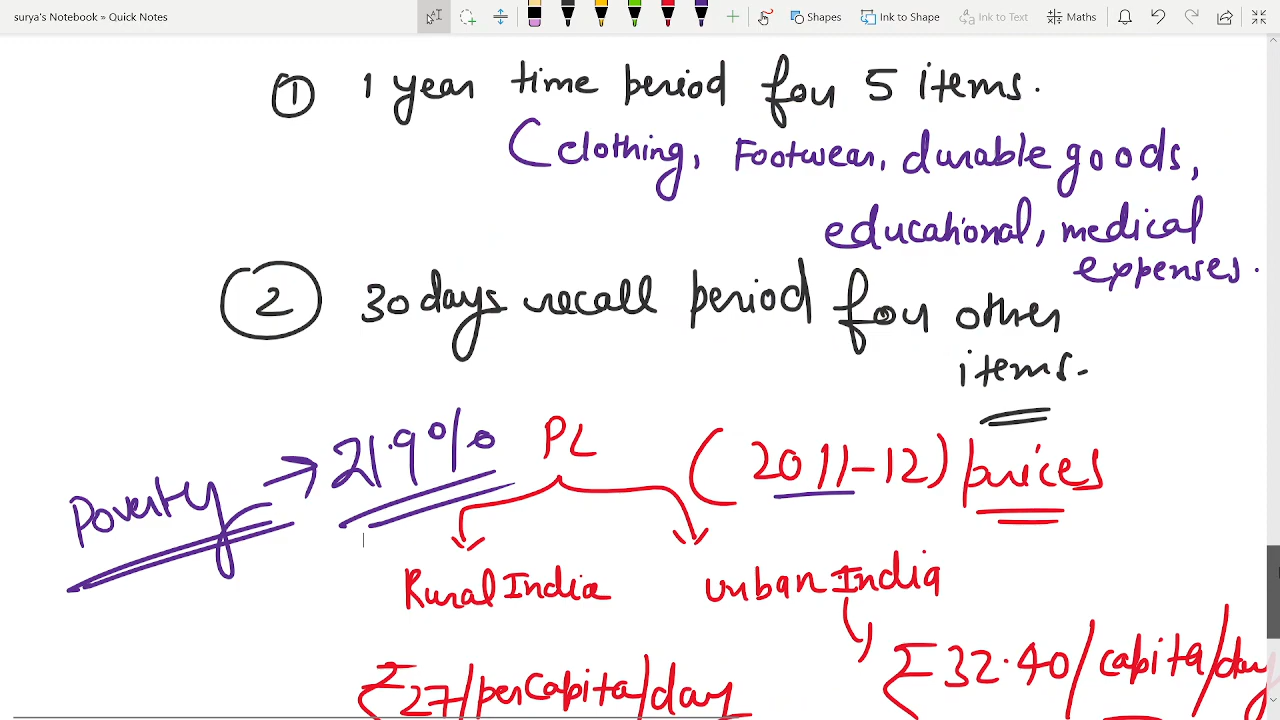 surya's Notebook » Quick Notes
Shapes Ink to Shape Ink to Text Maths
① 1 year time period for 5 items.
(clothing, Footwear, durable goods,
educational, medical
expenses.
② 30 days recall period for other
items.
Poverty → 21.9% PL (2011-12) prices
Rural India Urban India
₹27/percapita/day ₹32.40/capita/day